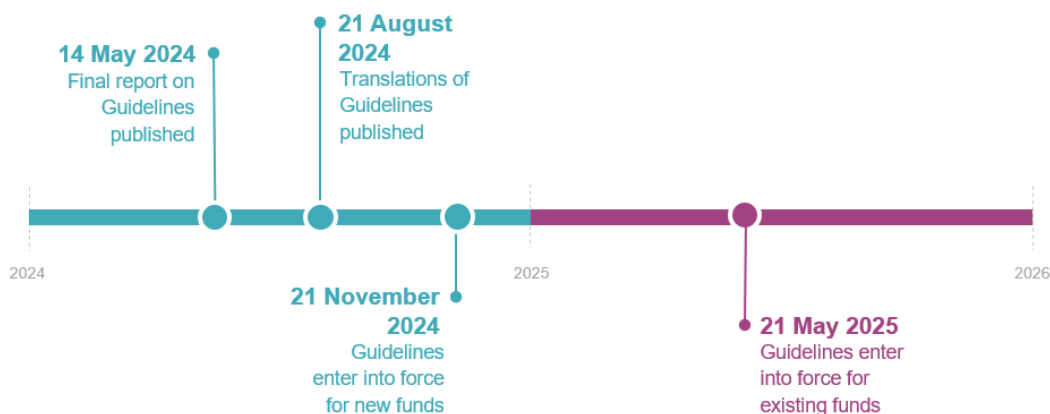 14 May 2024
Final report on
Guidelines
published
21 August
2024
Translations of
Guidelines
published
2024
2025
2026
21 November
2024
Guidelines
enter into force
for new funds
21 May 2025
Guidelines enter
into force for
existing funds